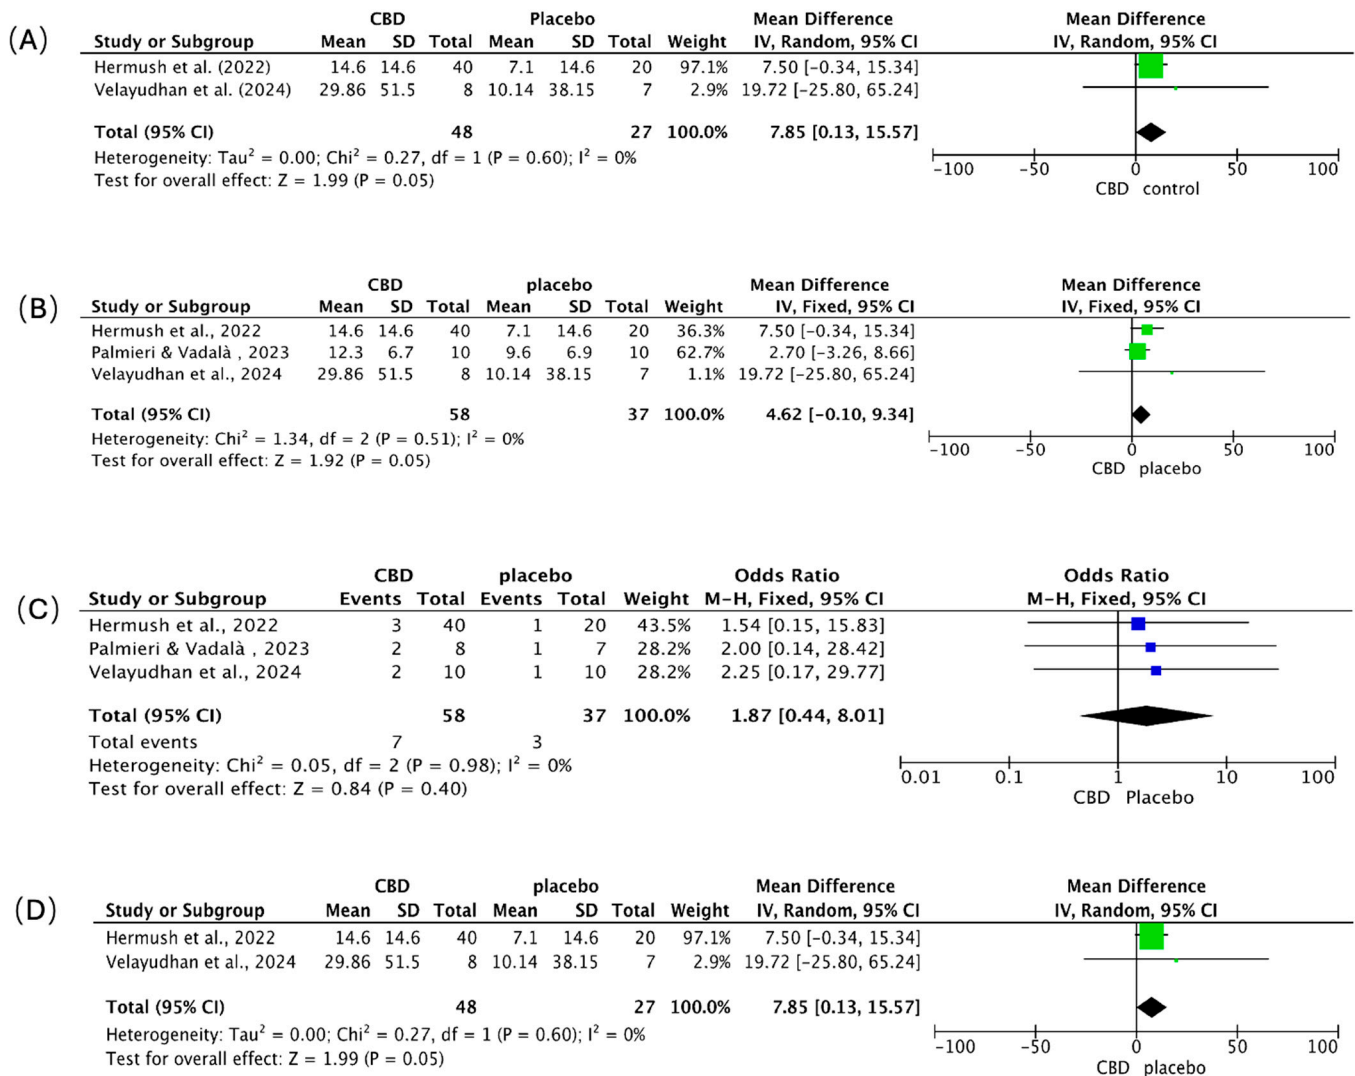 (A)
CBD Placebo Mean Difference Mean Difference
Study or Subgroup Mean SD Total Mean SD Total Weight IV, Random, 95% CI IV, Random, 95% CI
Hermush et al. (2022) 14.6 14.6 40 7.1 14.6 20 97.1% 7.50 [−0.34, 15.34]
Velayudhan et al. (2024) 29.86 51.5 8 10.14 38.15 7 2.9% 19.72 [−25.80, 65.24]
Total (95% CI) 48 27 100.0% 7.85 [0.13, 15.57]
Heterogeneity: Tau² = 0.00; Chi² = 0.27, df = 1 (P = 0.60); I² = 0%
Test for overall effect: Z = 1.99 (P = 0.05)
−100 −50 0 50 100
CBD control
(B)
CBD placebo Mean Difference Mean Difference
Study or Subgroup Mean SD Total Mean SD Total Weight IV, Fixed, 95% CI IV, Fixed, 95% CI
Hermush et al., 2022 14.6 14.6 40 7.1 14.6 20 36.3% 7.50 [−0.34, 15.34]
Palmieri & Vadalà , 2023 12.3 6.7 10 9.6 6.9 10 62.7% 2.70 [−3.26, 8.66]
Velayudhan et al., 2024 29.86 51.5 8 10.14 38.15 7 1.1% 19.72 [−25.80, 65.24]
Total (95% CI) 58 37 100.0% 4.62 [−0.10, 9.34]
Heterogeneity: Chi² = 1.34, df = 2 (P = 0.51); I² = 0%
Test for overall effect: Z = 1.92 (P = 0.05)
−100 −50 0 50 100
CBD placebo
(C)
CBD placebo Odds Ratio Odds Ratio
Study or Subgroup Events Total Events Total Weight M−H, Fixed, 95% CI M−H, Fixed, 95% CI
Hermush et al., 2022 3 40 1 20 43.5% 1.54 [0.15, 15.83]
Palmieri & Vadalà , 2023 2 8 1 7 28.2% 2.00 [0.14, 28.42]
Velayudhan et al., 2024 2 10 1 10 28.2% 2.25 [0.17, 29.77]
Total (95% CI) 58 37 100.0% 1.87 [0.44, 8.01]
Total events 7 3
Heterogeneity: Chi² = 0.05, df = 2 (P = 0.98); I² = 0%
Test for overall effect: Z = 0.84 (P = 0.40)
0.01 0.1 1 10 100
CBD Placebo
(D)
CBD placebo Mean Difference Mean Difference
Study or Subgroup Mean SD Total Mean SD Total Weight IV, Random, 95% CI IV, Random, 95% CI
Hermush et al., 2022 14.6 14.6 40 7.1 14.6 20 97.1% 7.50 [−0.34, 15.34]
Velayudhan et al., 2024 29.86 51.5 8 10.14 38.15 7 2.9% 19.72 [−25.80, 65.24]
Total (95% CI) 48 27 100.0% 7.85 [0.13, 15.57]
Heterogeneity: Tau² = 0.00; Chi² = 0.27, df = 1 (P = 0.60); I² = 0%
Test for overall effect: Z = 1.99 (P = 0.05)
−100 −50 0 50 100
CBD placebo